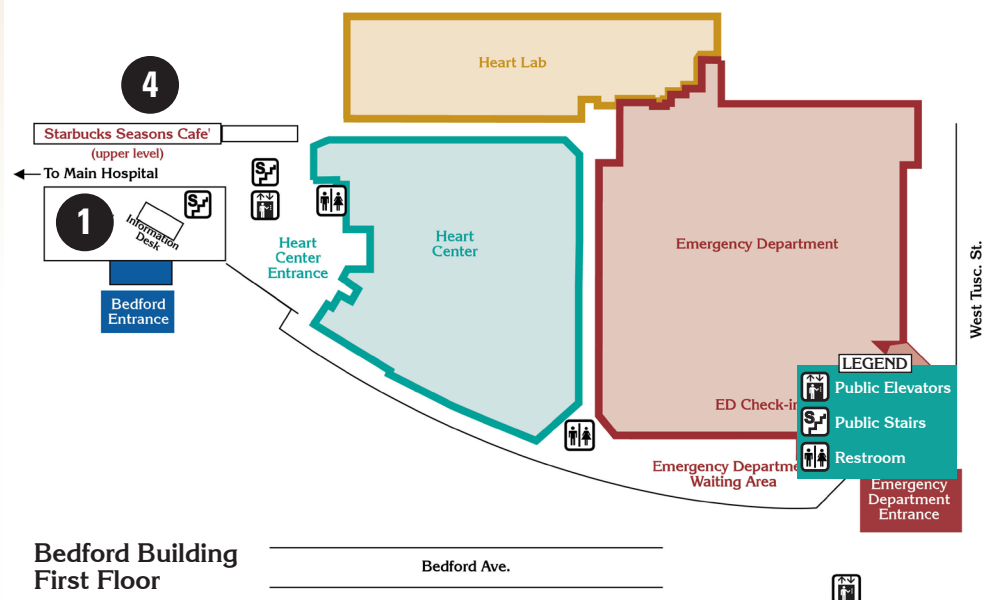 Heart Lab
4
Starbucks Seasons Cafe'
(upper level)
To Main Hospital
1
Information
Desk
Bedford
Entrance
Heart
Center
Entrance
Heart
Center
Emergency Department
West Tusc. St.
LEGEND
Public Elevators
Public Stairs
Restroom
ED Check-in
Emergency Departme
Waiting Area
Emergency
Department
Entrance
Bedford Building
First Floor
Bedford Ave.